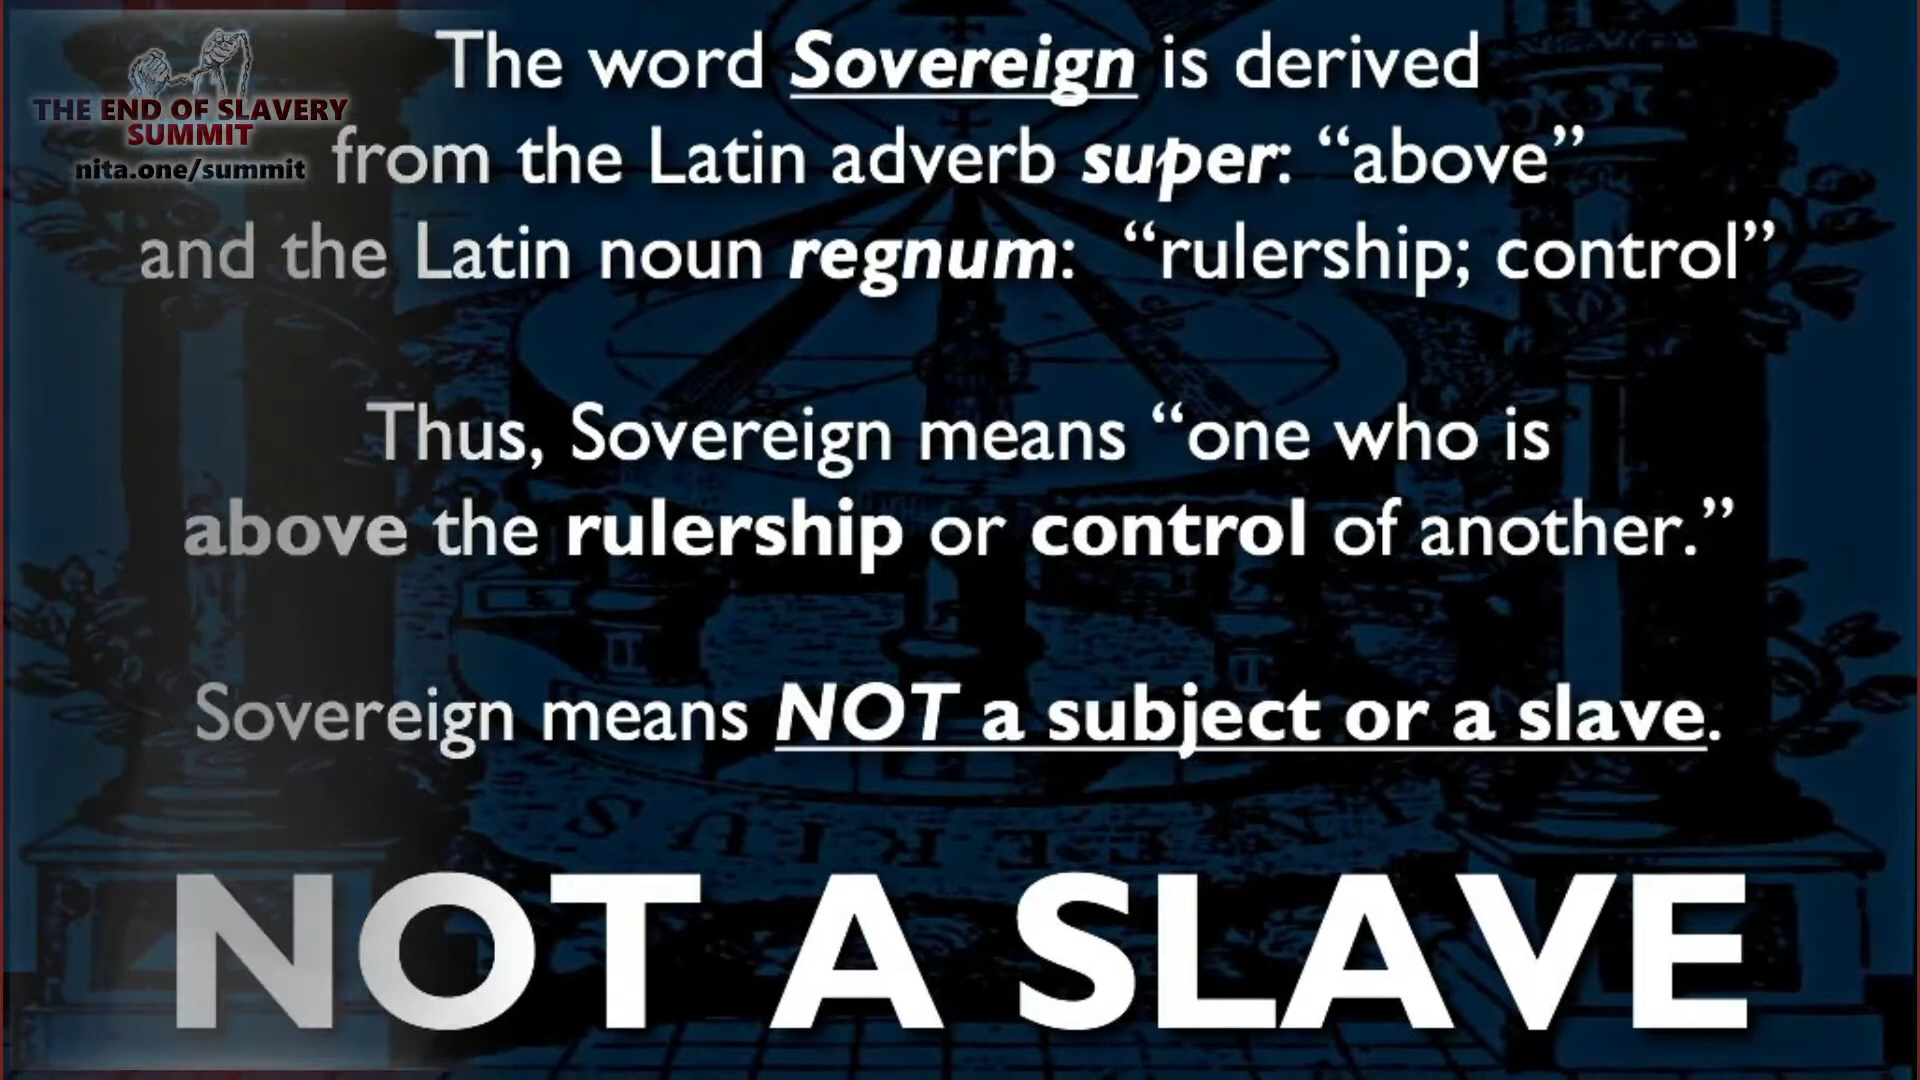 THE END OF SLAVERY
SUMMIT
nita.one/summit
The word Sovereign is derived
from the Latin adverb super: “above”
and the Latin noun regnum: “rulership; control”
Thus, Sovereign means “one who is
above the rulership or control of another.”
Sovereign means NOT a subject or a slave.
NOT A SLAVE